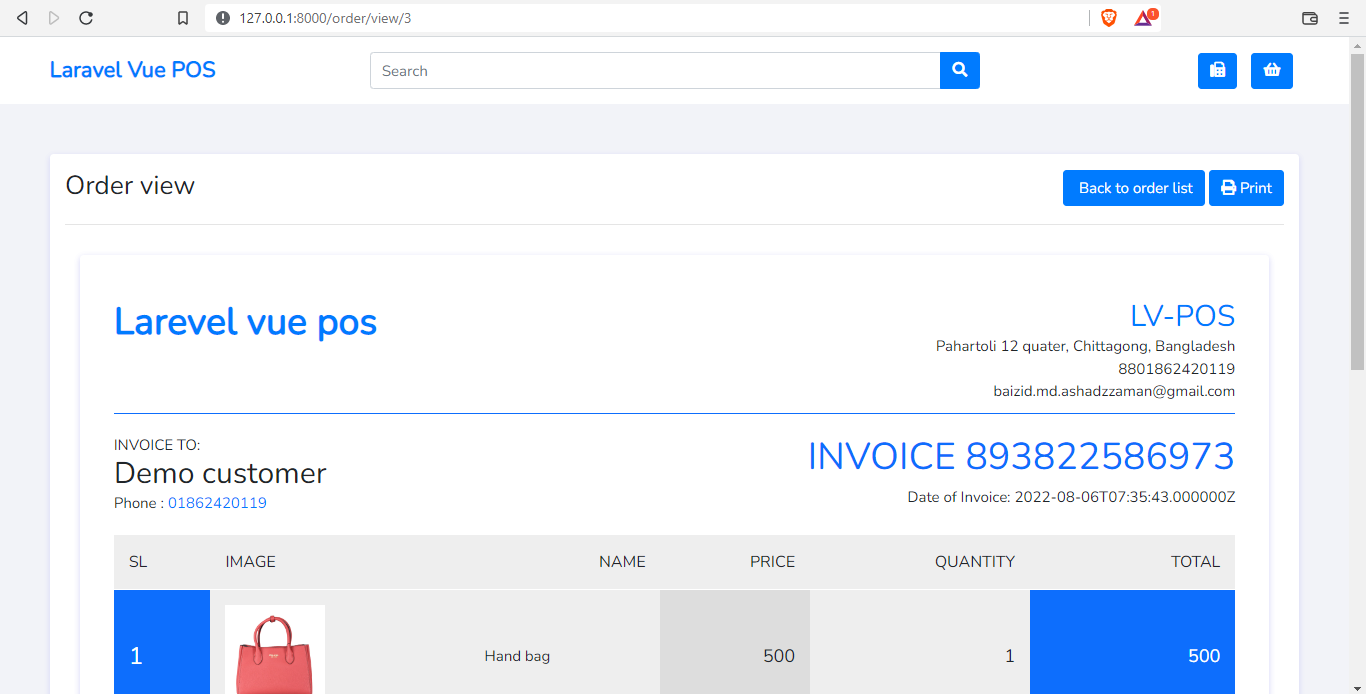 127.0.0.1:8000/order/view/3
1
Laravel Vue POS
Search
Order view
Back to order list
Print
Larevel vue pos
LV-POS
Pahartoli 12 quater, Chittagong, Bangladesh
8801862420119
baizid.md.ashadzzaman@gmail.com
INVOICE TO:
Demo customer
Phone : 01862420119
INVOICE 893822586973
Date of Invoice: 2022-08-06T07:35:43.000000Z
SL IMAGE NAME PRICE QUANTITY TOTAL
1 Hand bag 500 1 500